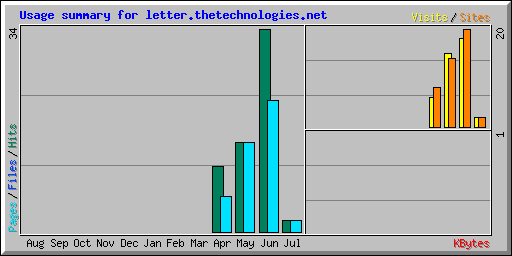 Usage summary for letter.thetechnologies.net
Visits/Sites
34
20
1
Pages/Files/Hits
Aug Sep Oct Nov Dec Jan Feb Mar Apr May Jun Jul
KBytes